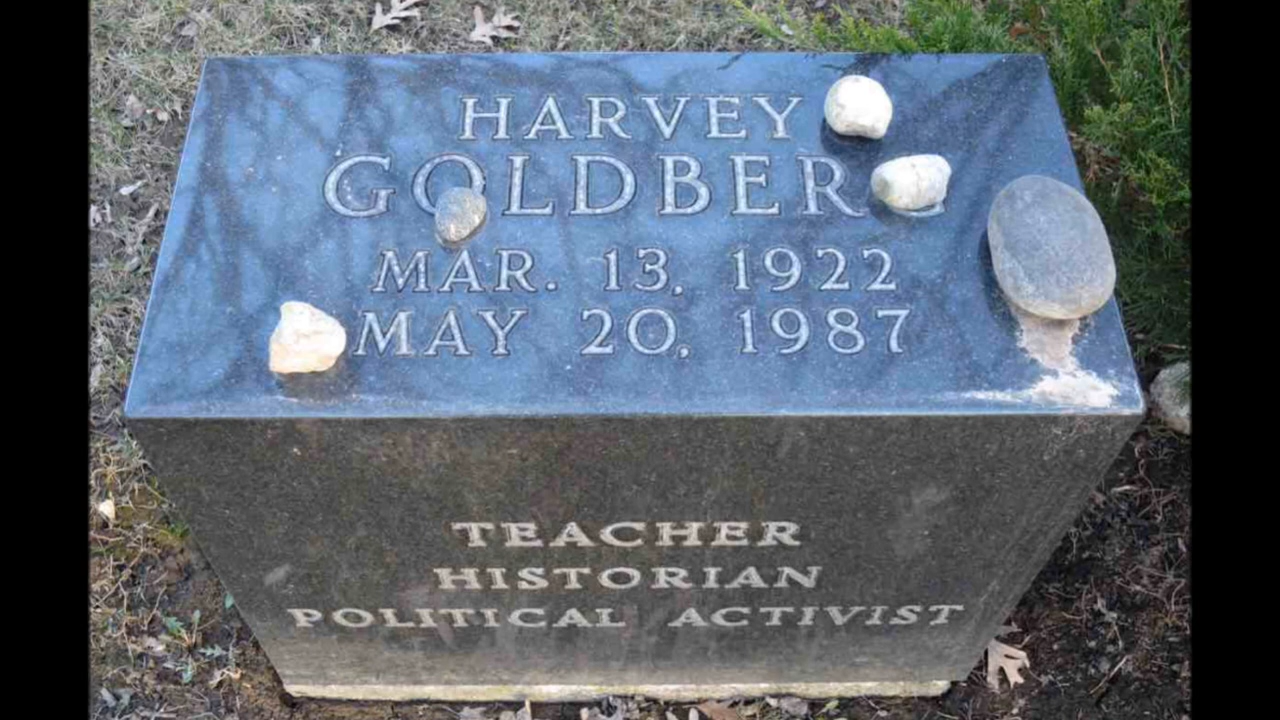 HARVEY
GOLDBERG
MAR. 13, 1922
MAY 20, 1987
TEACHER
HISTORIAN
POLITICAL ACTIVIST